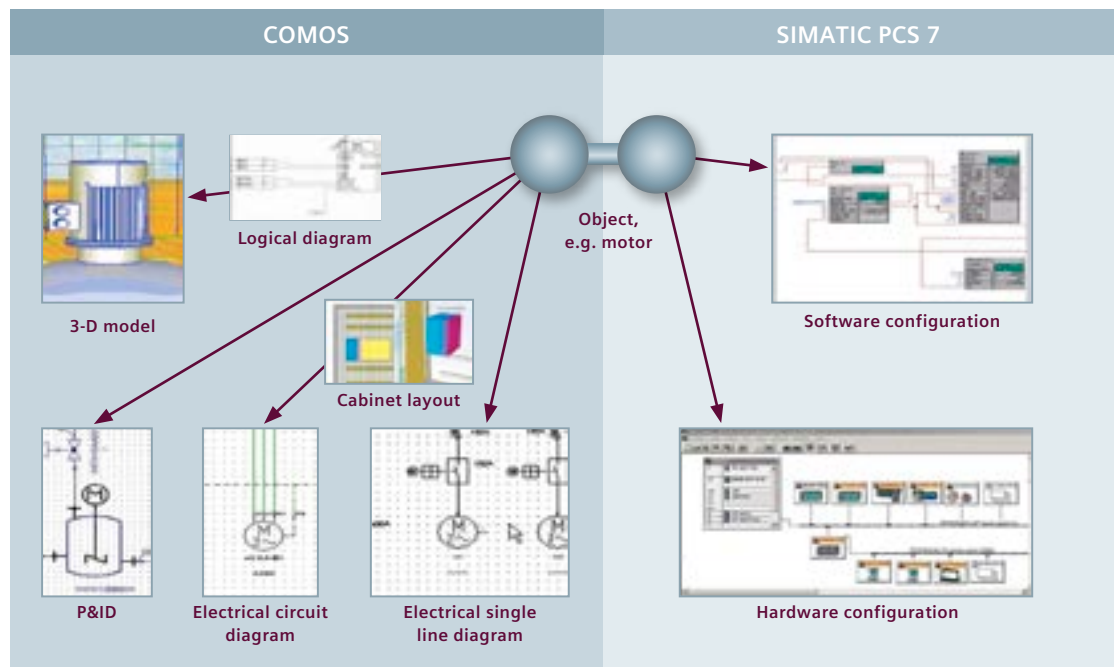 COMOS
SIMATIC PCS 7
Object,
e.g. motor
Logical diagram
3-D model
Software configuration
Cabinet layout
P&ID
Electrical circuit
diagram
Electrical single
line diagram
Hardware configuration